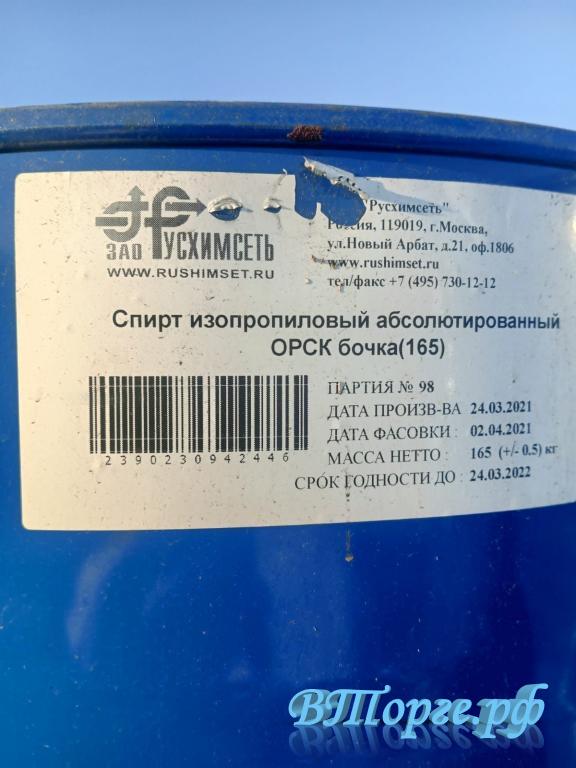 ЗАО РУСХИМСЕТЬ
WWW.RUSHIMSET.RU
"Русхимсеть"
Россия, 119019, г.Москва,
ул.Новый Арбат, д.21, оф.1806
www.rushimset.ru
тел/факс +7 (495) 730-12-12
Спирт изопропиловый абсолютированный
ОРСК бочка(165)
2390230942446
ПАРТИЯ № 98
ДАТА ПРОИЗВ-ВА 24.03.2021
ДАТА ФАСОВКИ : 02.04.2021
МАССА НЕТТО : 165 (+/- 0.5) кг
СРОК ГОДНОСТИ ДО : 24.03.2022
ВТорге.рф